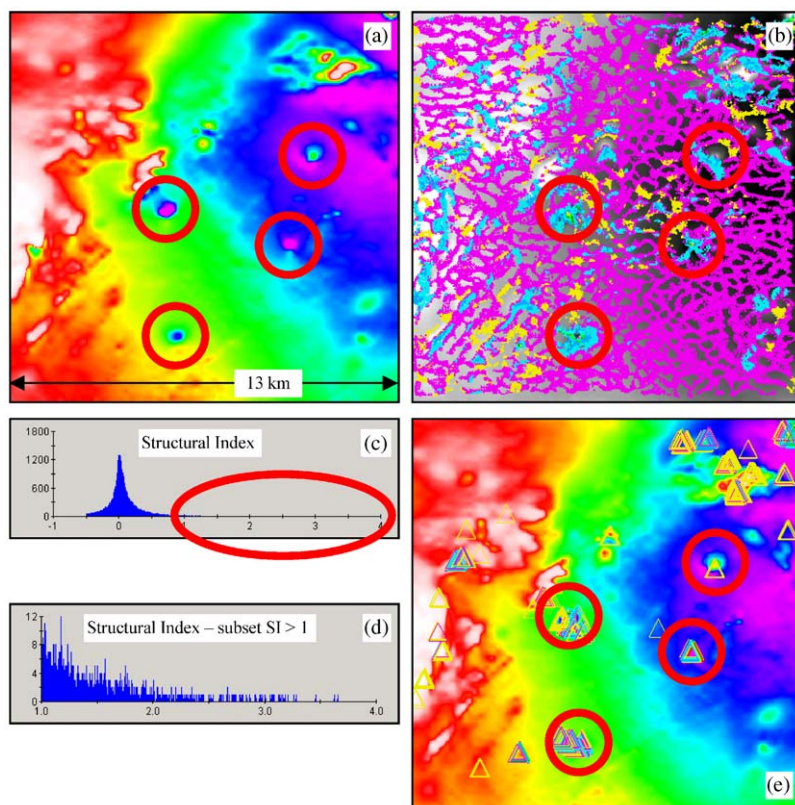 (a)
(b)
13 km
Structural Index
(c)
1800
1200
600
0
-1 0 1 2 3 4
Structural Index – subset SI > 1
(d)
12
8
4
0
1.0 2.0 3.0 4.0
(e)